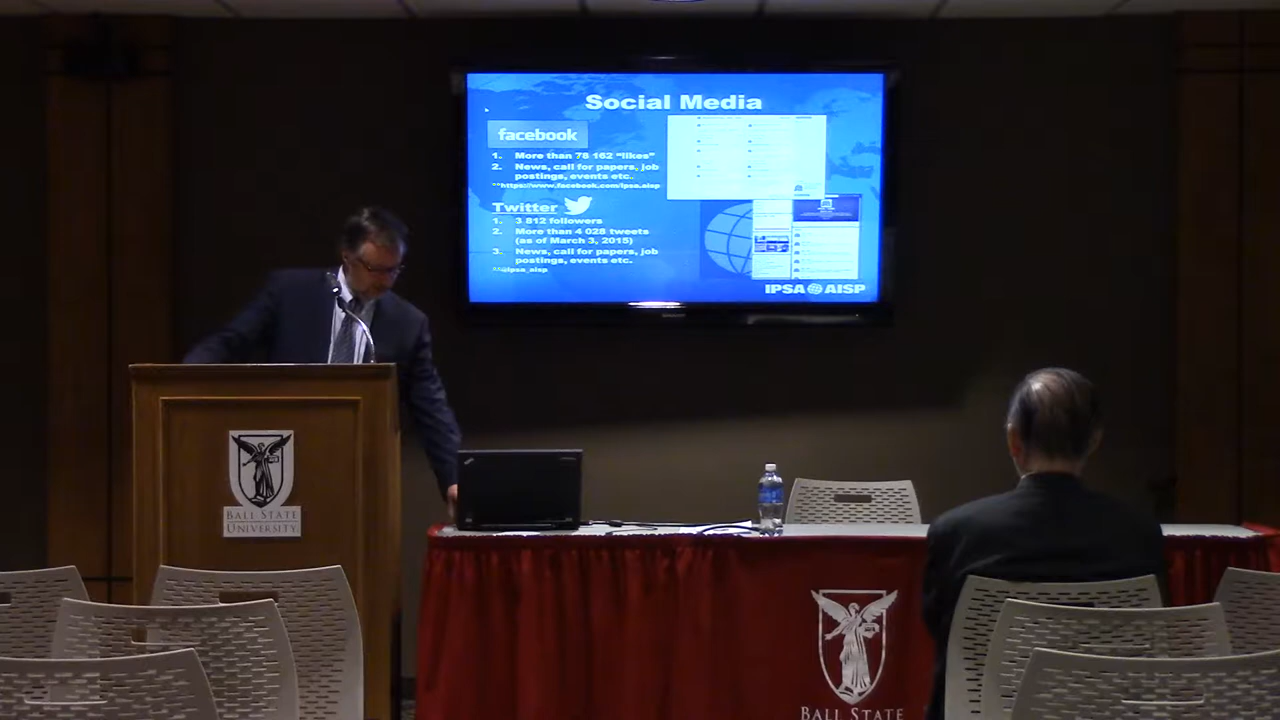 Social Media
facebook
1. More than 78 162 "likes"
2. News, call for papers, job
postings, events etc.
**https://www.facebook.com/ipsa.aisp
Twitter
1. 3 812 followers
2. More than 4 028 tweets
(as of March 3, 2015)
3. News, call for papers, job
postings, events etc.
**@ipsa_aisp
IPSA AISP
BALL STATE
UNIVERSITY.
BALL STATE